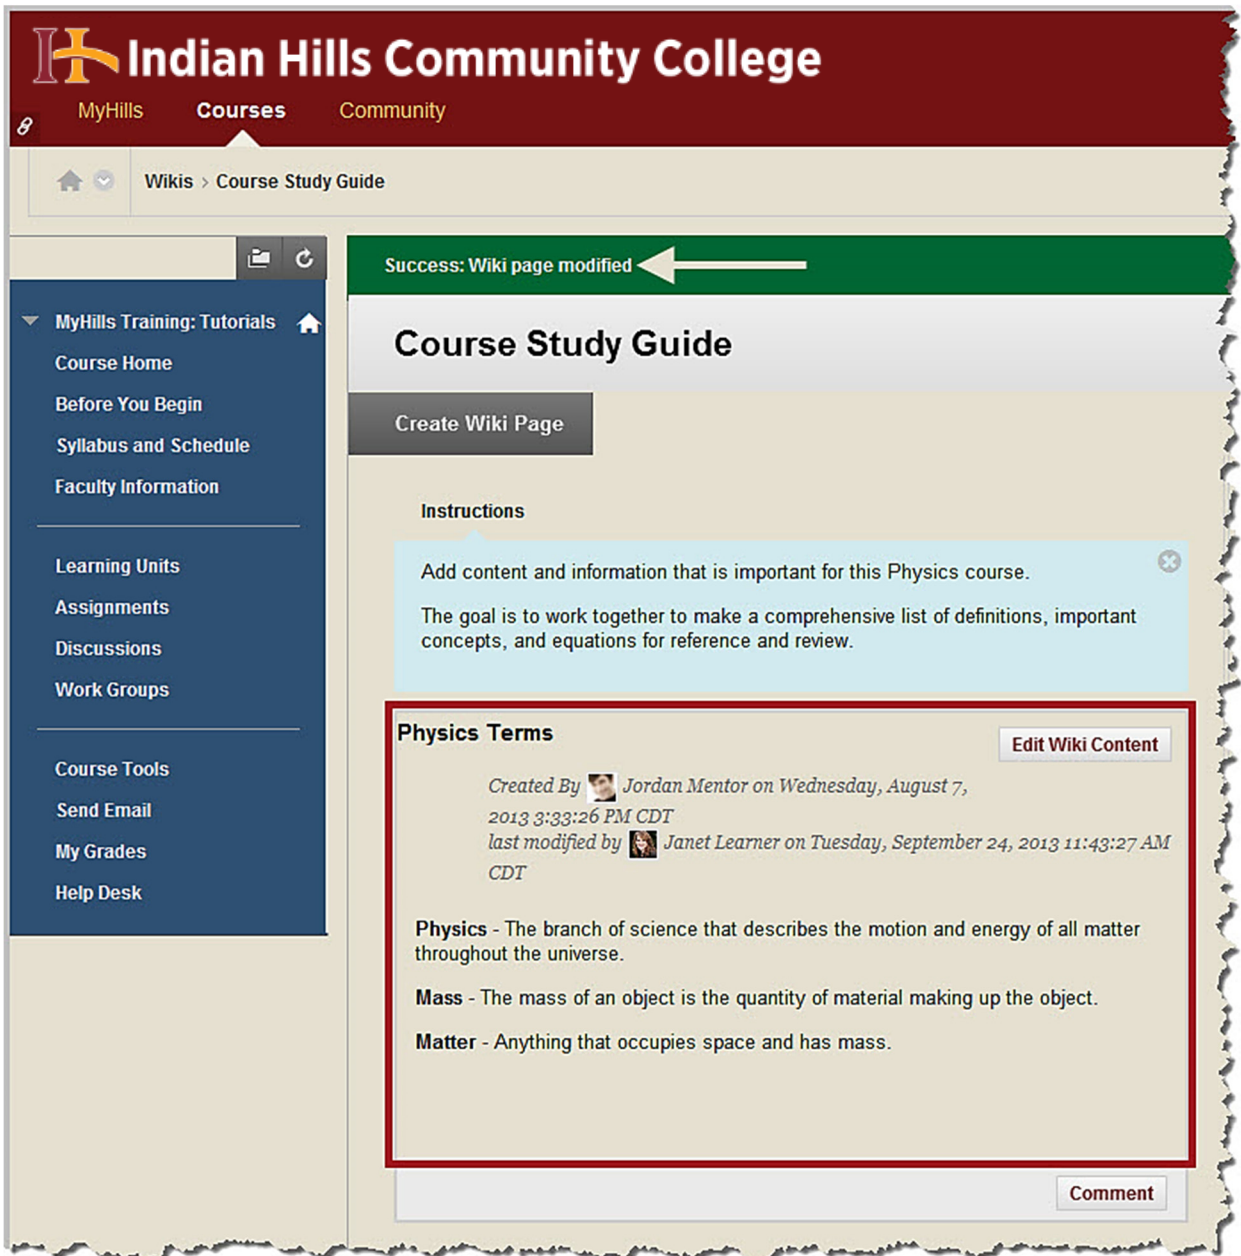 Indian Hills Community College
MyHills Courses Community
Wikis > Course Study Guide
Success: Wiki page modified
MyHills Training: Tutorials
Course Home
Before You Begin
Syllabus and Schedule
Faculty Information
Learning Units
Assignments
Discussions
Work Groups
Course Tools
Send Email
My Grades
Help Desk
Course Study Guide
Create Wiki Page
Instructions
Add content and information that is important for this Physics course.
The goal is to work together to make a comprehensive list of definitions, important
concepts, and equations for reference and review.
Physics Terms
Edit Wiki Content
Created By Jordan Mentor on Wednesday, August 7,
2013 3:33:26 PM CDT
last modified by Janet Learner on Tuesday, September 24, 2013 11:43:27 AM
CDT
Physics - The branch of science that describes the motion and energy of all matter
throughout the universe.
Mass - The mass of an object is the quantity of material making up the object.
Matter - Anything that occupies space and has mass.
Comment